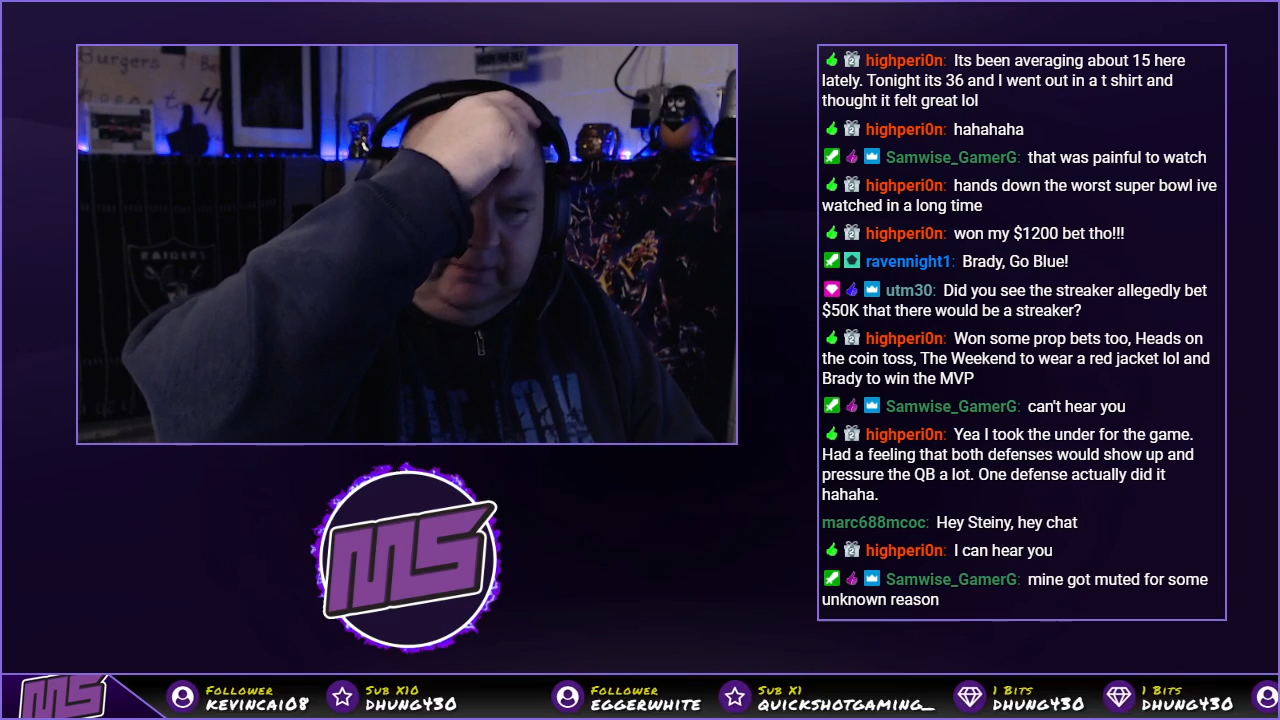 Burgers
RAIDERS
MS
highperi0n: Its been averaging about 15 here
lately. Tonight its 36 and I went out in a t shirt and
thought it felt great lol
highperi0n: hahahaha
Samwise_GamerG: that was painful to watch
highperi0n: hands down the worst super bowl ive
watched in a long time
highperi0n: won my $1200 bet tho!!!
ravennight1: Brady, Go Blue!
utm30: Did you see the streaker allegedly bet
$50K that there would be a streaker?
highperi0n: Won some prop bets too, Heads on
the coin toss, The Weekend to wear a red jacket lol and
Brady to win the MVP
Samwise_GamerG: can't hear you
highperi0n: Yea I took the under for the game.
Had a feeling that both defenses would show up and
pressure the QB a lot. One defense actually did it
hahaha.
marc688mcoc: Hey Steiny, hey chat
highperi0n: I can hear you
Samwise_GamerG: mine got muted for some
unknown reason
MS
Follower
kevincai08
Sub X10
dhung430
Follower
eggerwhite
Sub X1
quickshotgaming_
1 Bits
dhung430
1 Bits
dhung430